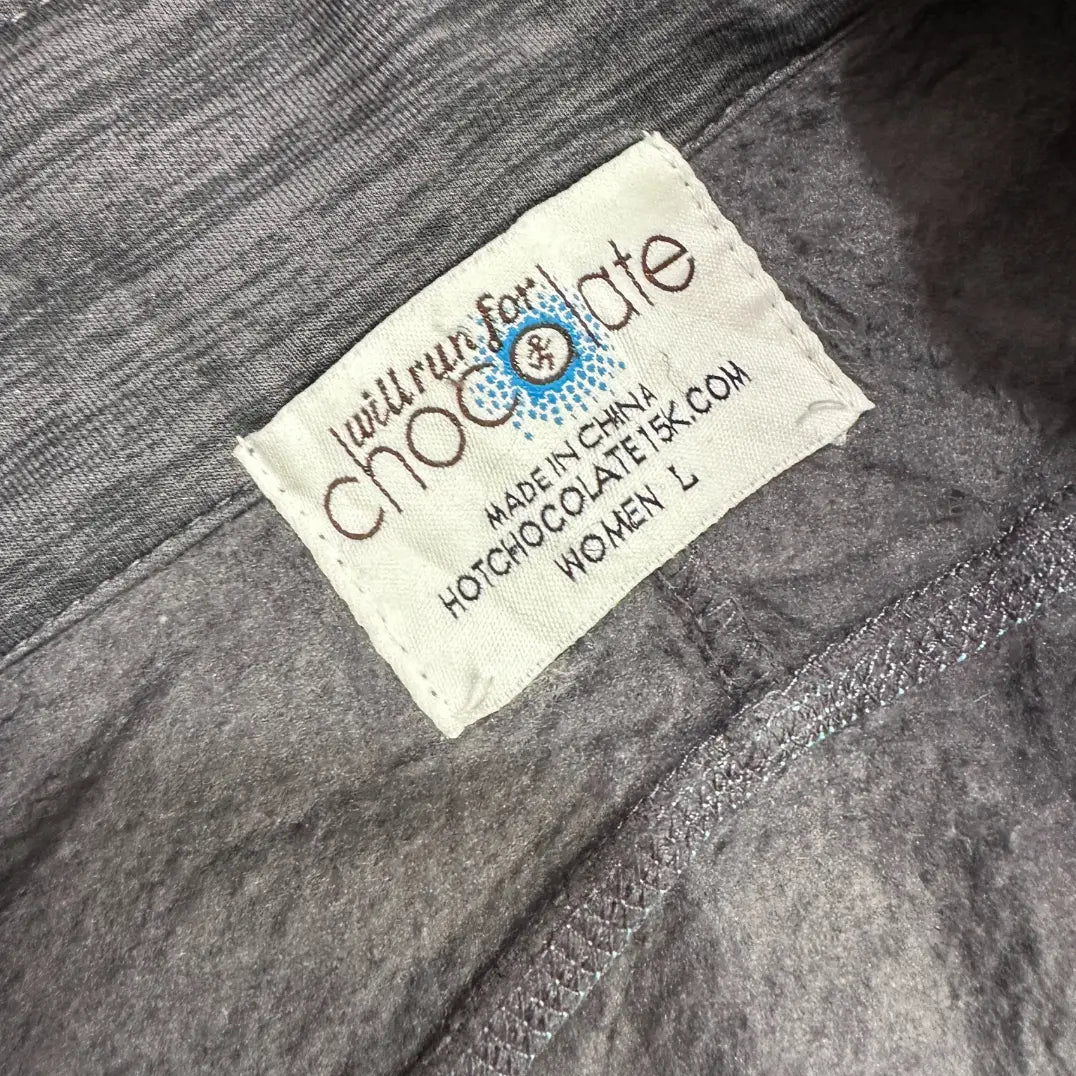 I will run for
chocolate
MADE IN CHINA
HOTCHOCOLATE15K.COM
WOMEN L